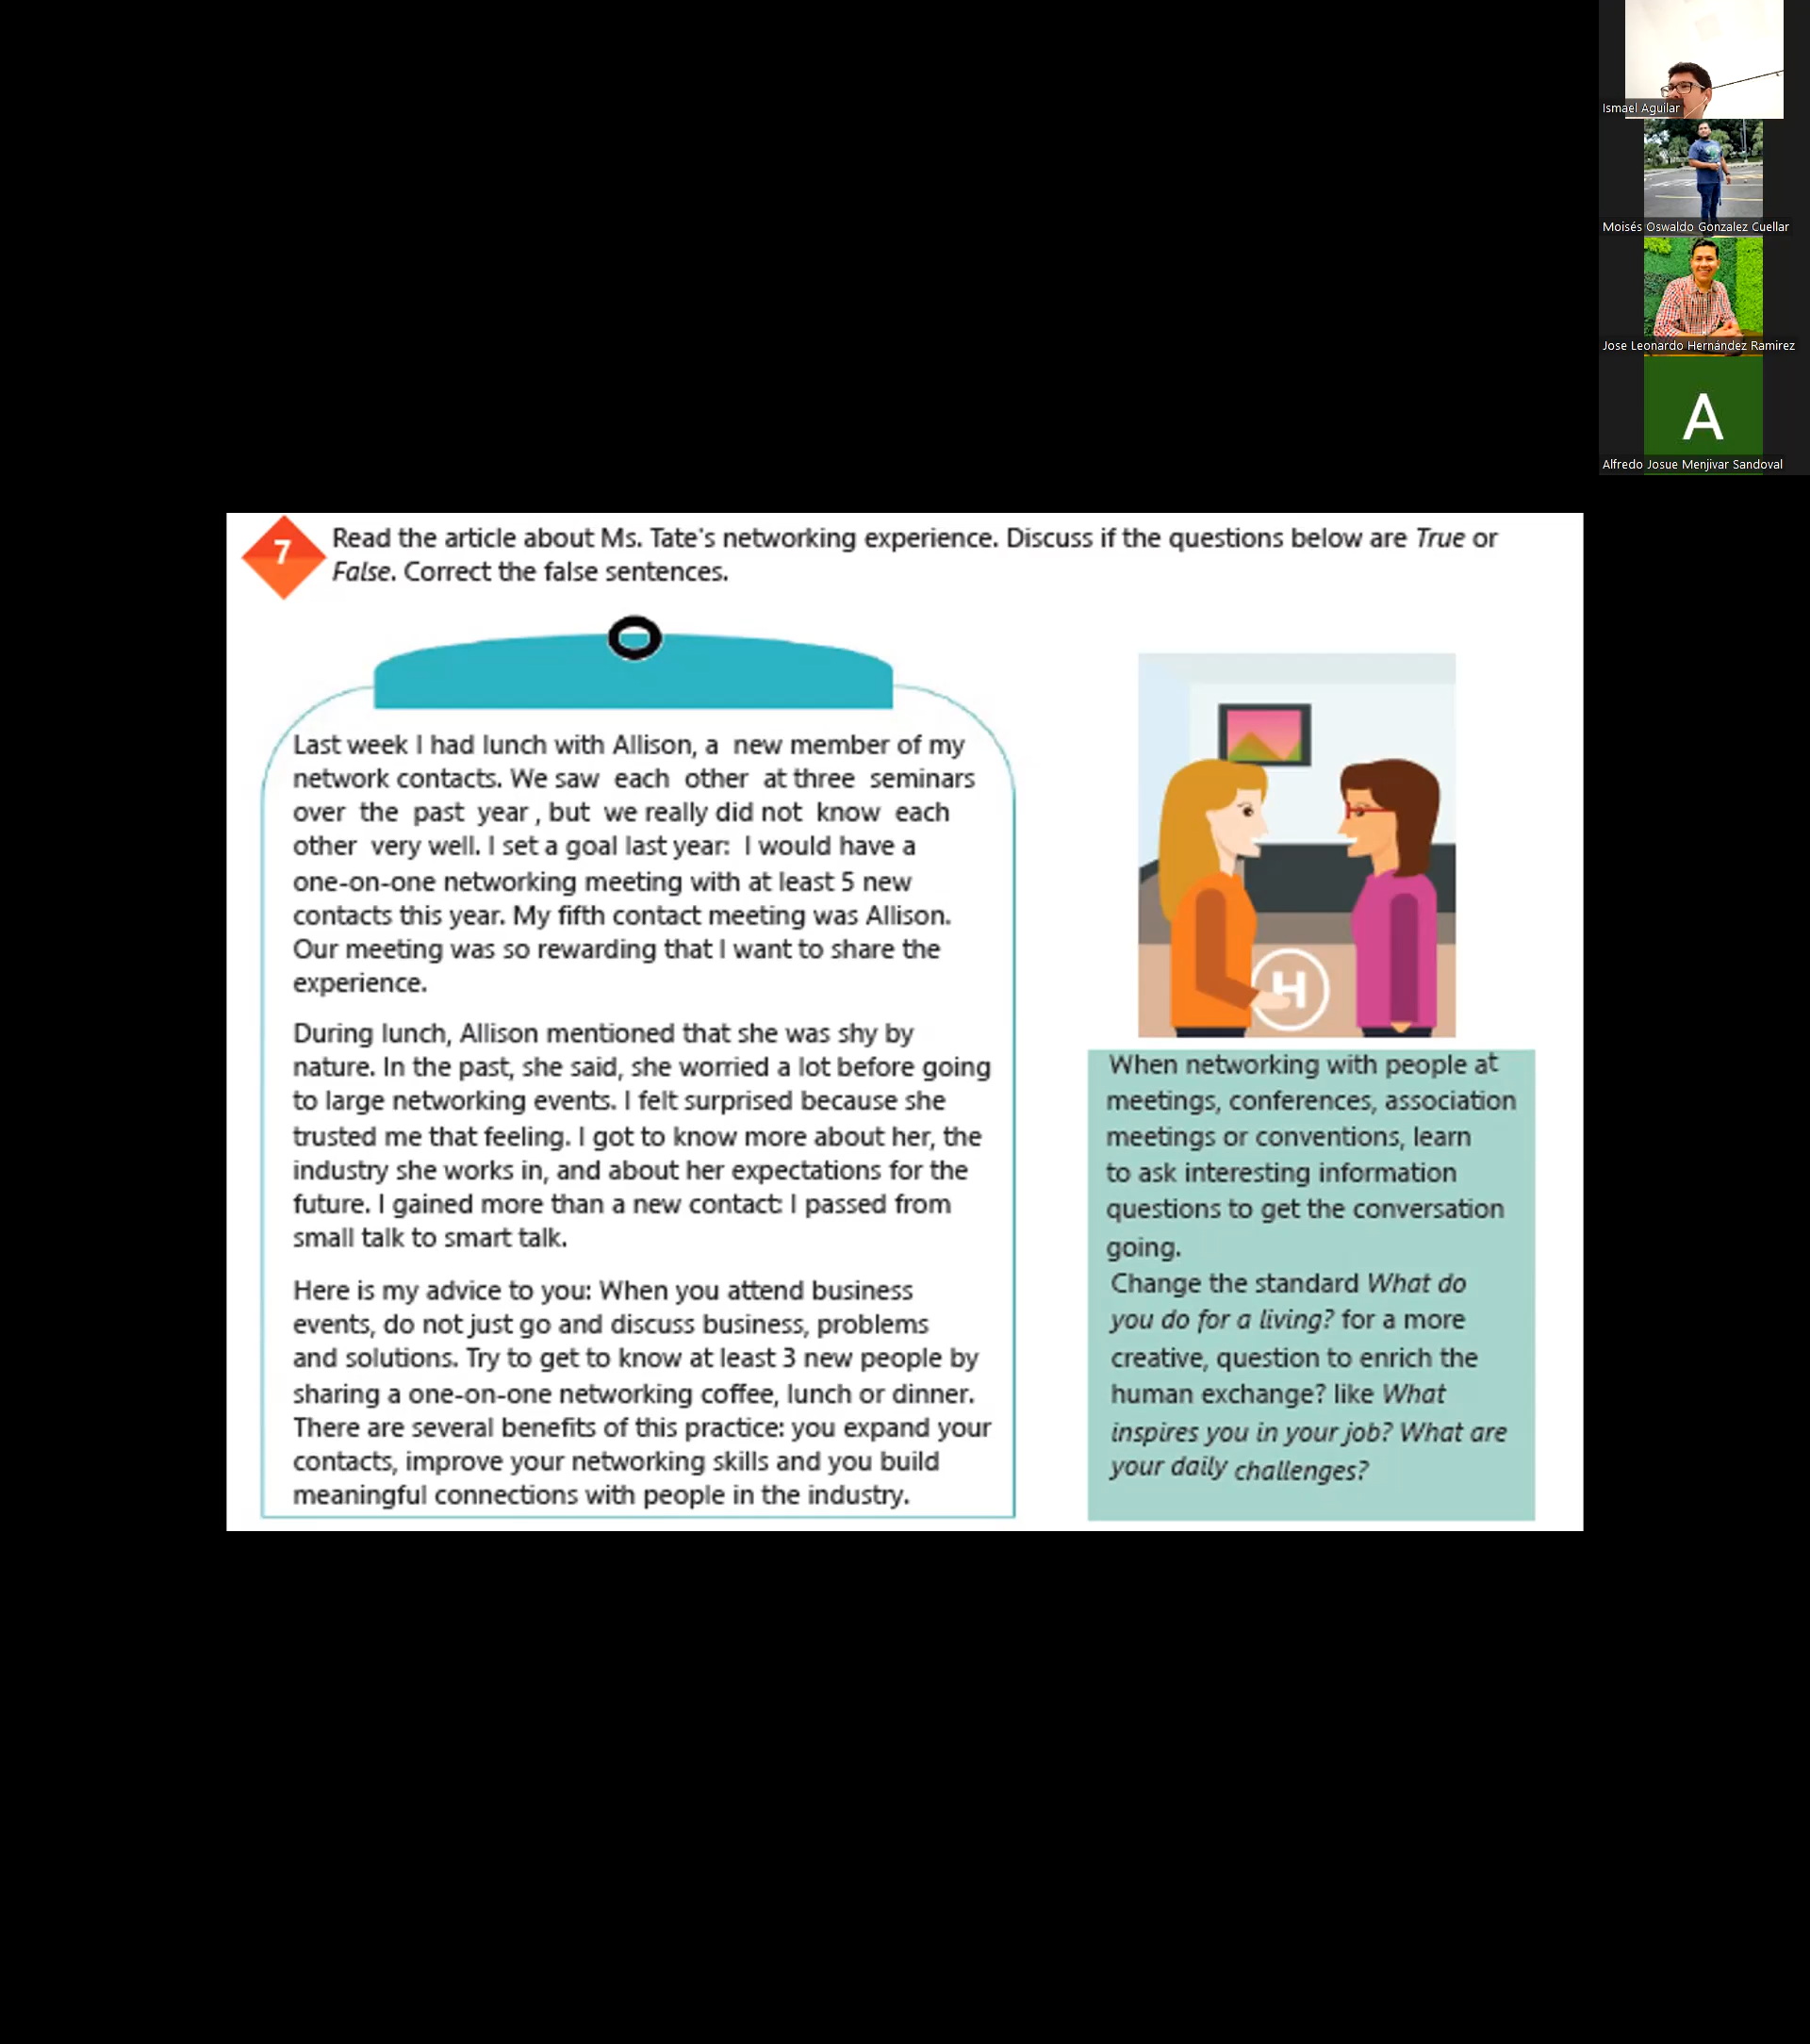 Ismael Aguilar
Moisés Oswaldo Gonzalez Cuellar
Jose Leonardo Hernández Ramirez
A
Alfredo Josue Menjivar Sandoval
7
Read the article about Ms. Tate's networking experience. Discuss if the questions below are True or
False. Correct the false sentences.
Last week I had lunch with Allison, a new member of my
network contacts. We saw each other at three seminars
over the past year , but we really did not know each
other very well. I set a goal last year: I would have a
one-on-one networking meeting with at least 5 new
contacts this year. My fifth contact meeting was Allison.
Our meeting was so rewarding that I want to share the
experience.
During lunch, Allison mentioned that she was shy by
nature. In the past, she said, she worried a lot before going
to large networking events. I felt surprised because she
trusted me that feeling. I got to know more about her, the
industry she works in, and about her expectations for the
future. I gained more than a new contact: I passed from
small talk to smart talk.
Here is my advice to you: When you attend business
events, do not just go and discuss business, problems
and solutions. Try to get to know at least 3 new people by
sharing a one-on-one networking coffee, lunch or dinner.
There are several benefits of this practice: you expand your
contacts, improve your networking skills and you build
meaningful connections with people in the industry.
H
When networking with people at
meetings, conferences, association
meetings or conventions, learn
to ask interesting information
questions to get the conversation
going.
Change the standard What do
you do for a living? for a more
creative, question to enrich the
human exchange? like What
inspires you in your job? What are
your daily challenges?